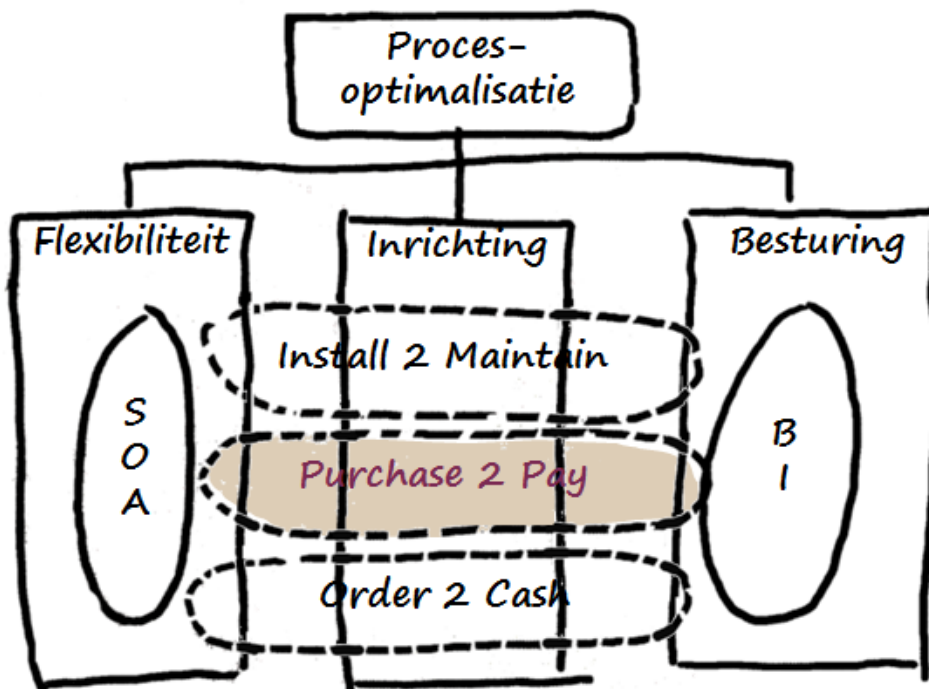 Proces-
optimalisatie
Flexibiliteit
Inrichting
Besturing
Install 2 Maintain
S
O
A
Purchase 2 Pay
B
I
Order 2 Cash